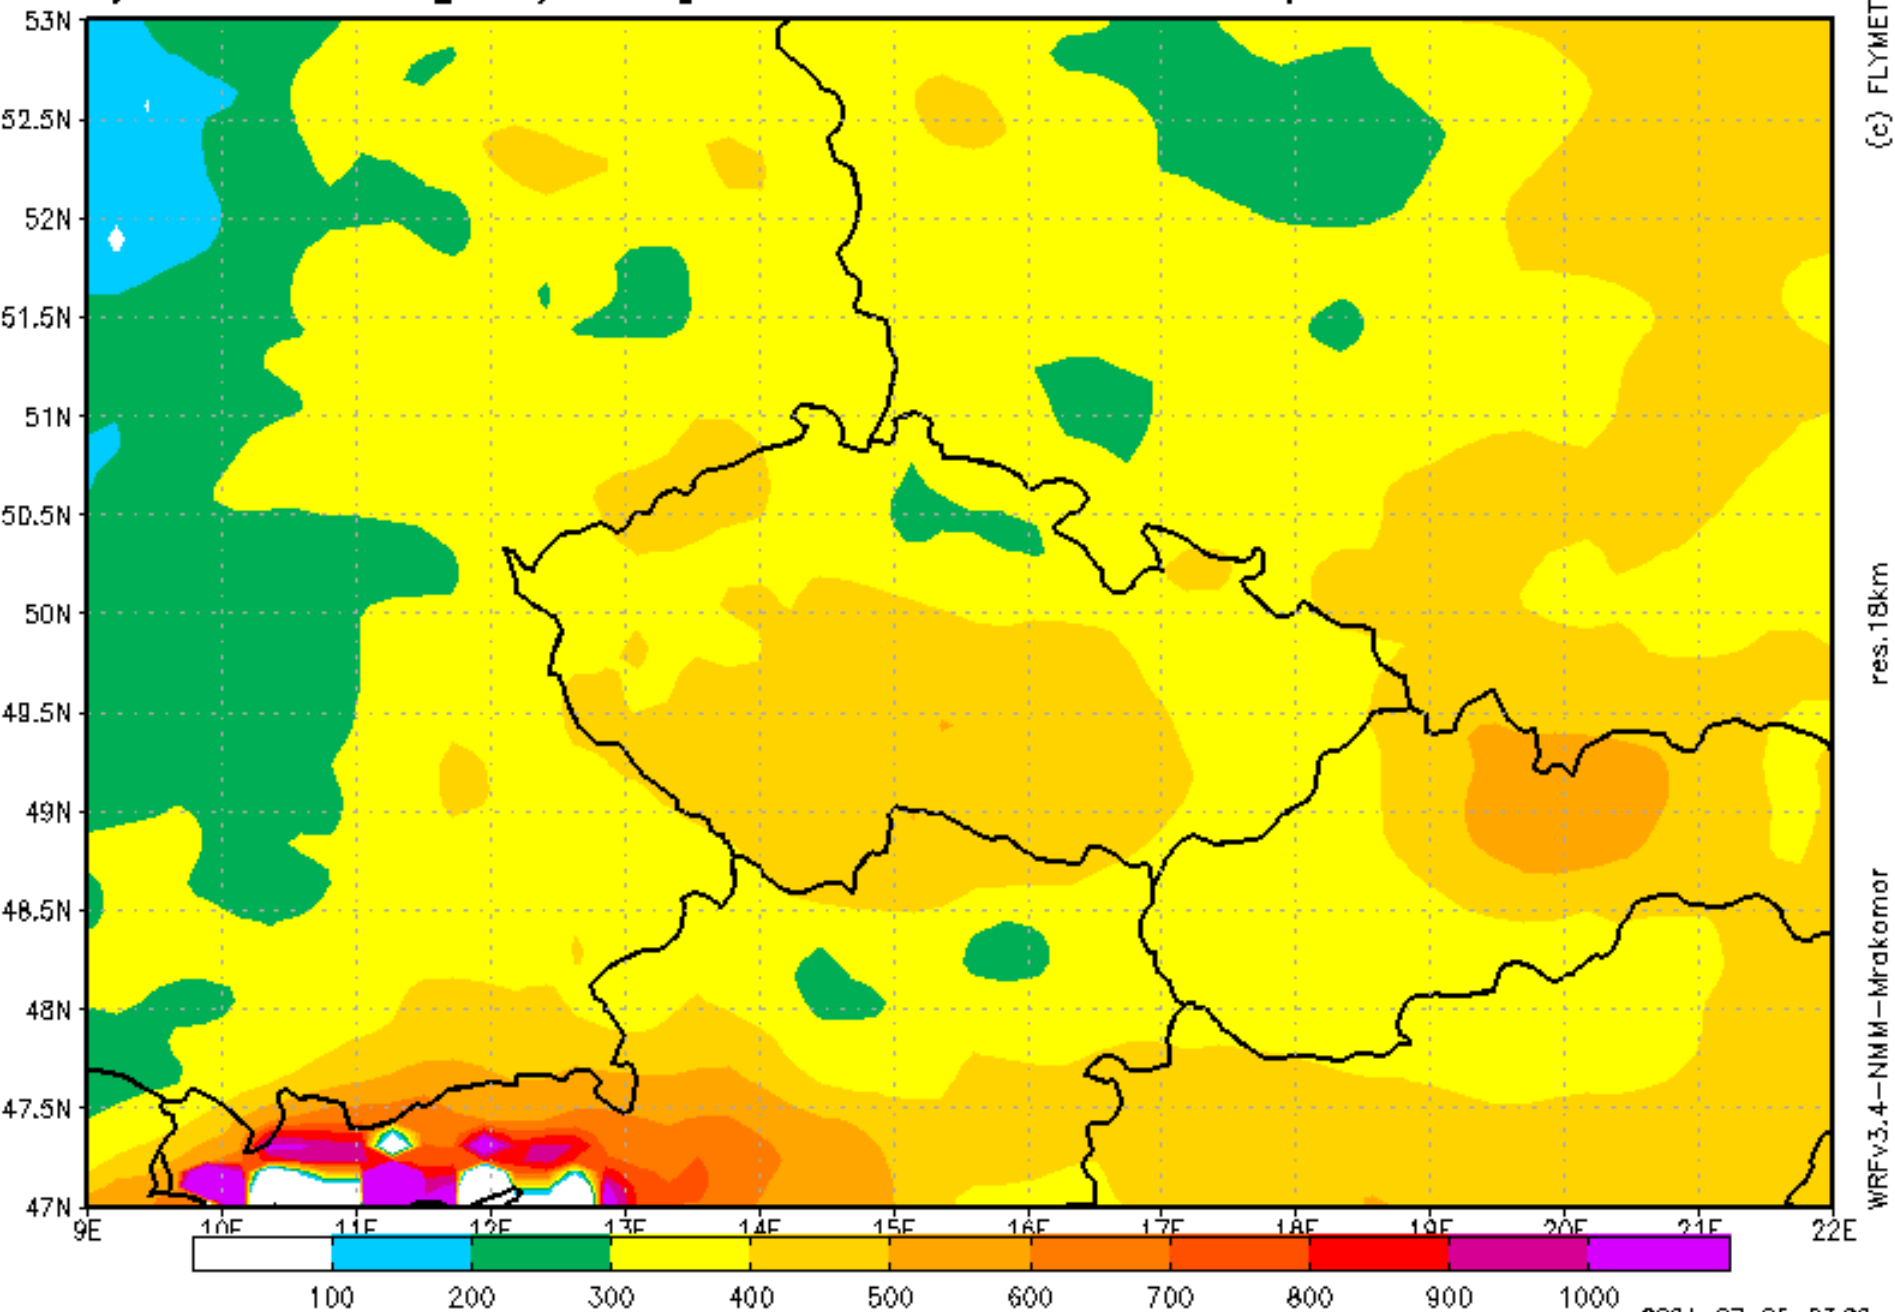 53N
52.5N
52N
51.5N
51N
50.5N
50N
49.5N
49N
48.5N
48N
47.5N
47N
9E 10E 11E 12E 13E 14E 15E 16E 17E 18E 19E 20E 21E 22E
100 200 300 400 500 600 700 800 900 1000
(c) FLYMET
res.18km
WRFv3.4-NMM-Mrakomor